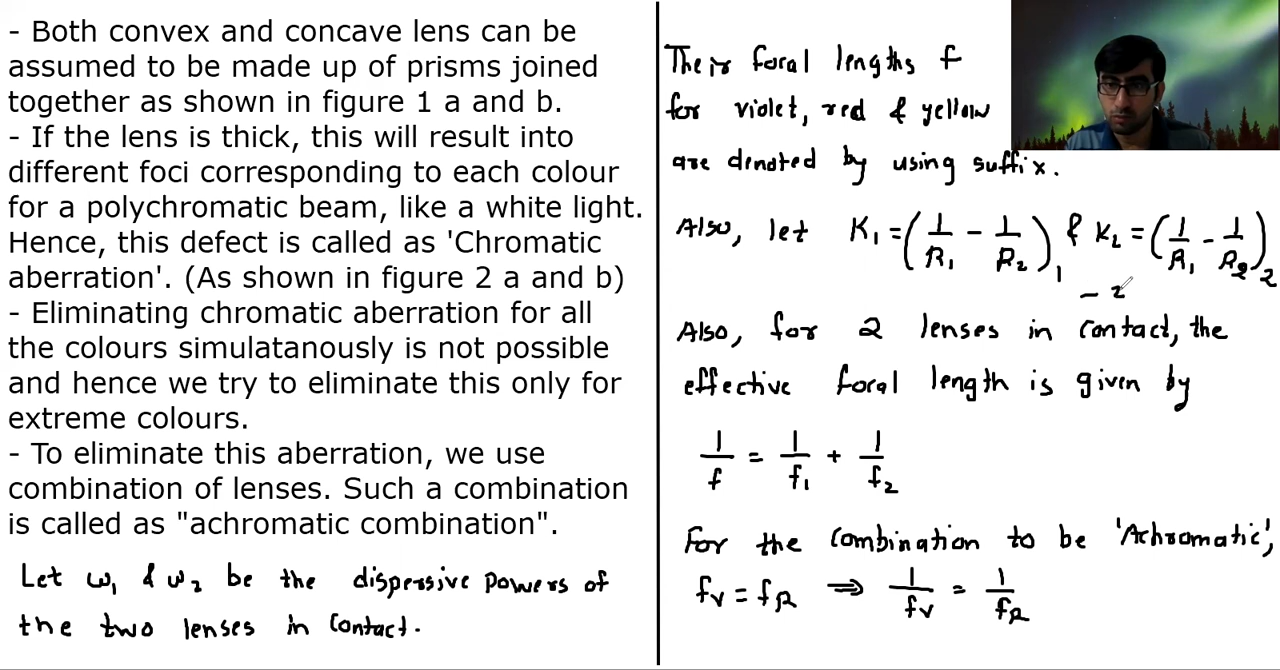 - Both convex and concave lens can be
assumed to be made up of prisms joined
together as shown in figure 1 a and b.
- If the lens is thick, this will result into
different foci corresponding to each colour
for a polychromatic beam, like a white light.
Hence, this defect is called as 'Chromatic
aberration'. (As shown in figure 2 a and b)
- Eliminating chromatic aberration for all
the colours simulatanously is not possible
and hence we try to eliminate this only for
extreme colours.
- To eliminate this aberration, we use
combination of lenses. Such a combination
is called as "achromatic combination".
Let ω₁ & ω₂ be the dispersive powers of
the two lenses in contact.
Their focal lengths f
for violet, red & yellow
are denoted by using suffix.
Also, let K₁ = (1/R₁ - 1/R₂)₁ & K₂ = (1/R₁ - 1/R₂)₂
- 2
Also, for 2 lenses in contact, the
effective focal length is given by
1/f = 1/f₁ + 1/f₂
For the combination to be 'Achromatic',
fV = fR ⇒ 1/fV = 1/fR